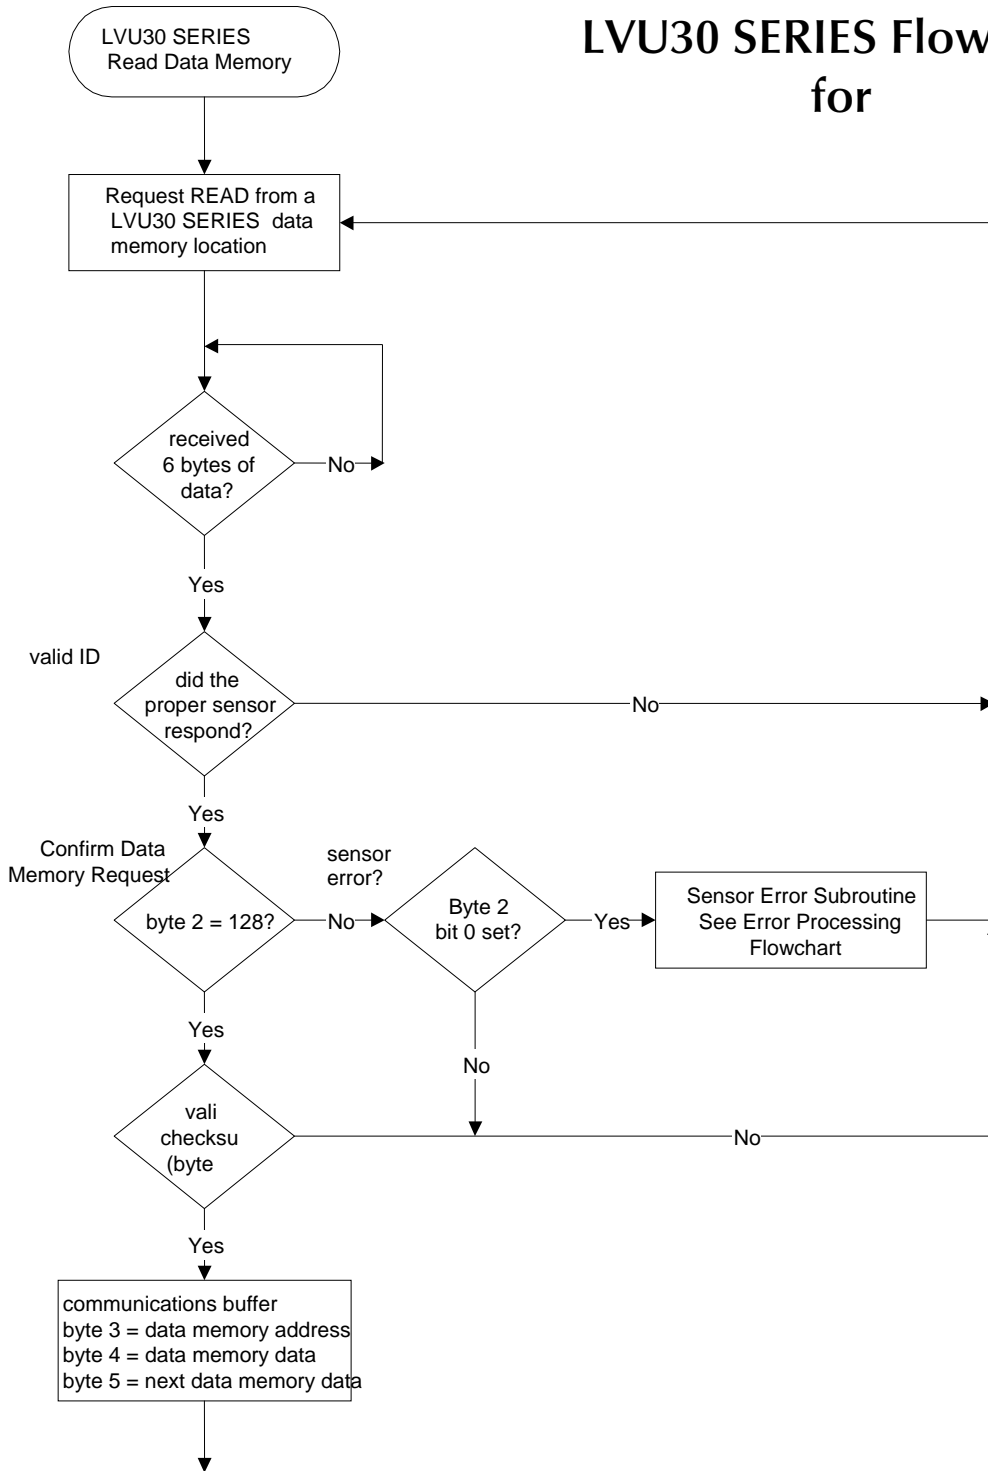 LVU30 SERIES Flow
for
LVU30 SERIES
Read Data Memory
Request READ from a
LVU30 SERIES data
memory location
received
6 bytes of
data?
No
Yes
valid ID
did the
proper sensor
respond?
No
Yes
Confirm Data
Memory Request
byte 2 = 128?
No
sensor
error?
Byte 2
bit 0 set?
Yes
Sensor Error Subroutine
See Error Processing
Flowchart
Yes
No
vali
checksu
(byte
No
Yes
communications buffer
byte 3 = data memory address
byte 4 = data memory data
byte 5 = next data memory data